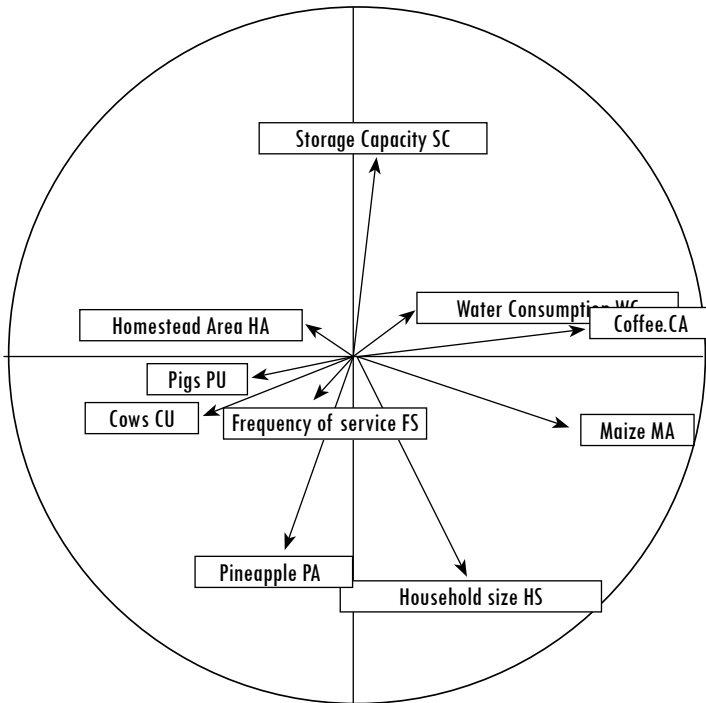 Storage Capacity SC
Water Consumption WC
Coffee.CA
Homestead Area HA
Pigs PU
Cows CU
Frequency of service FS
Maize MA
Pineapple PA
Household size HS